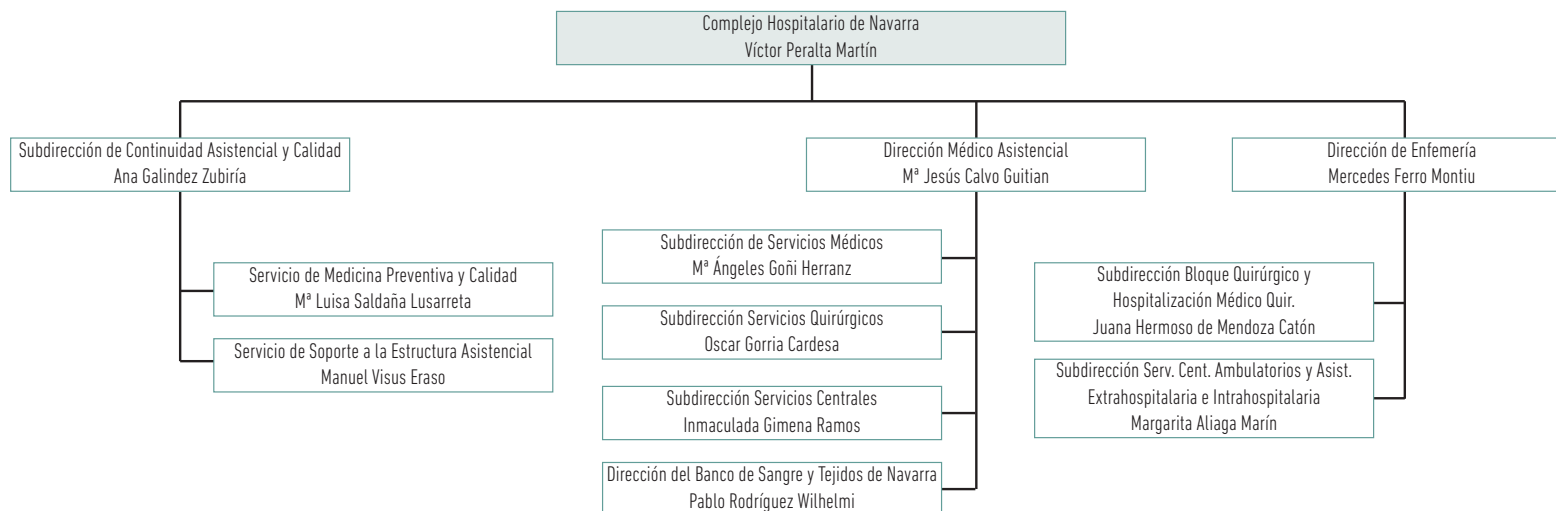 Complejo Hospitalario de Navarra
Víctor Peralta Martín
Subdirección de Continuidad Asistencial y Calidad
Ana Galindez Zubiría
Dirección Médico Asistencial
Mª Jesús Calvo Guitian
Dirección de Enfemería
Mercedes Ferro Montiu
Servicio de Medicina Preventiva y Calidad
Mª Luisa Saldaña Lusarreta
Servicio de Soporte a la Estructura Asistencial
Manuel Visus Eraso
Subdirección de Servicios Médicos
Mª Ángeles Goñi Herranz
Subdirección Servicios Quirúrgicos
Oscar Gorria Cardesa
Subdirección Servicios Centrales
Inmaculada Gimena Ramos
Dirección del Banco de Sangre y Tejidos de Navarra
Pablo Rodríguez Wilhelmi
Subdirección Bloque Quirúrgico y
Hospitalización Médico Quir.
Juana Hermoso de Mendoza Catón
Subdirección Serv. Cent. Ambulatorios y Asist.
Extrahospitalaria e Intrahospitalaria
Margarita Aliaga Marín